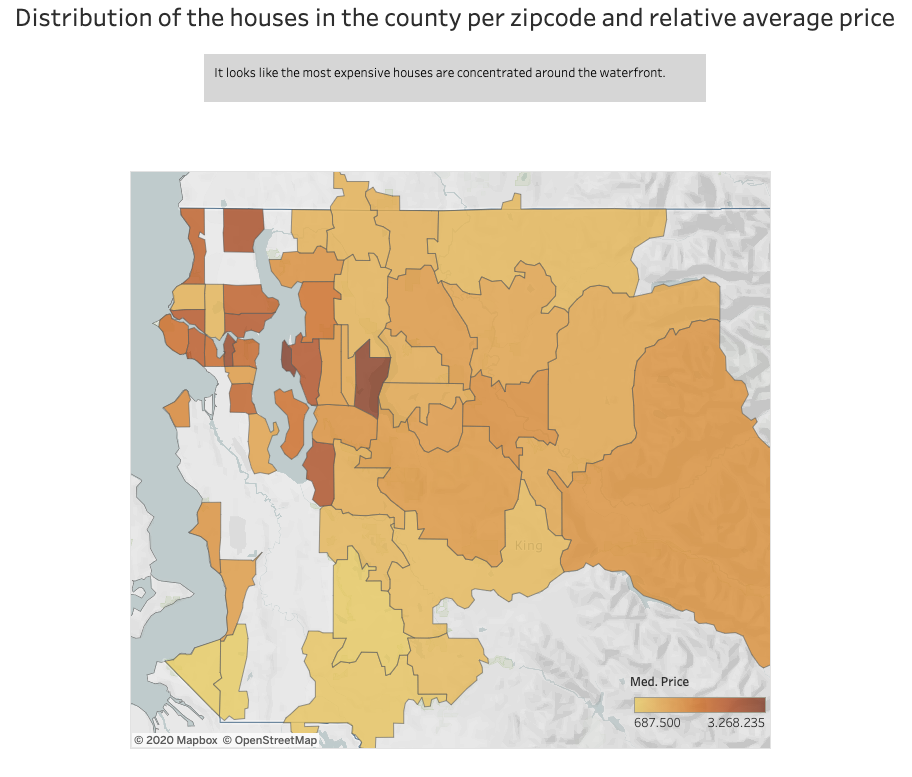 Distribution of the houses in the county per zipcode and relative average price
It looks like the most expensive houses are concentrated around the waterfront.
King
Med. Price
687.500 3.268.235
© 2020 Mapbox © OpenStreetMap